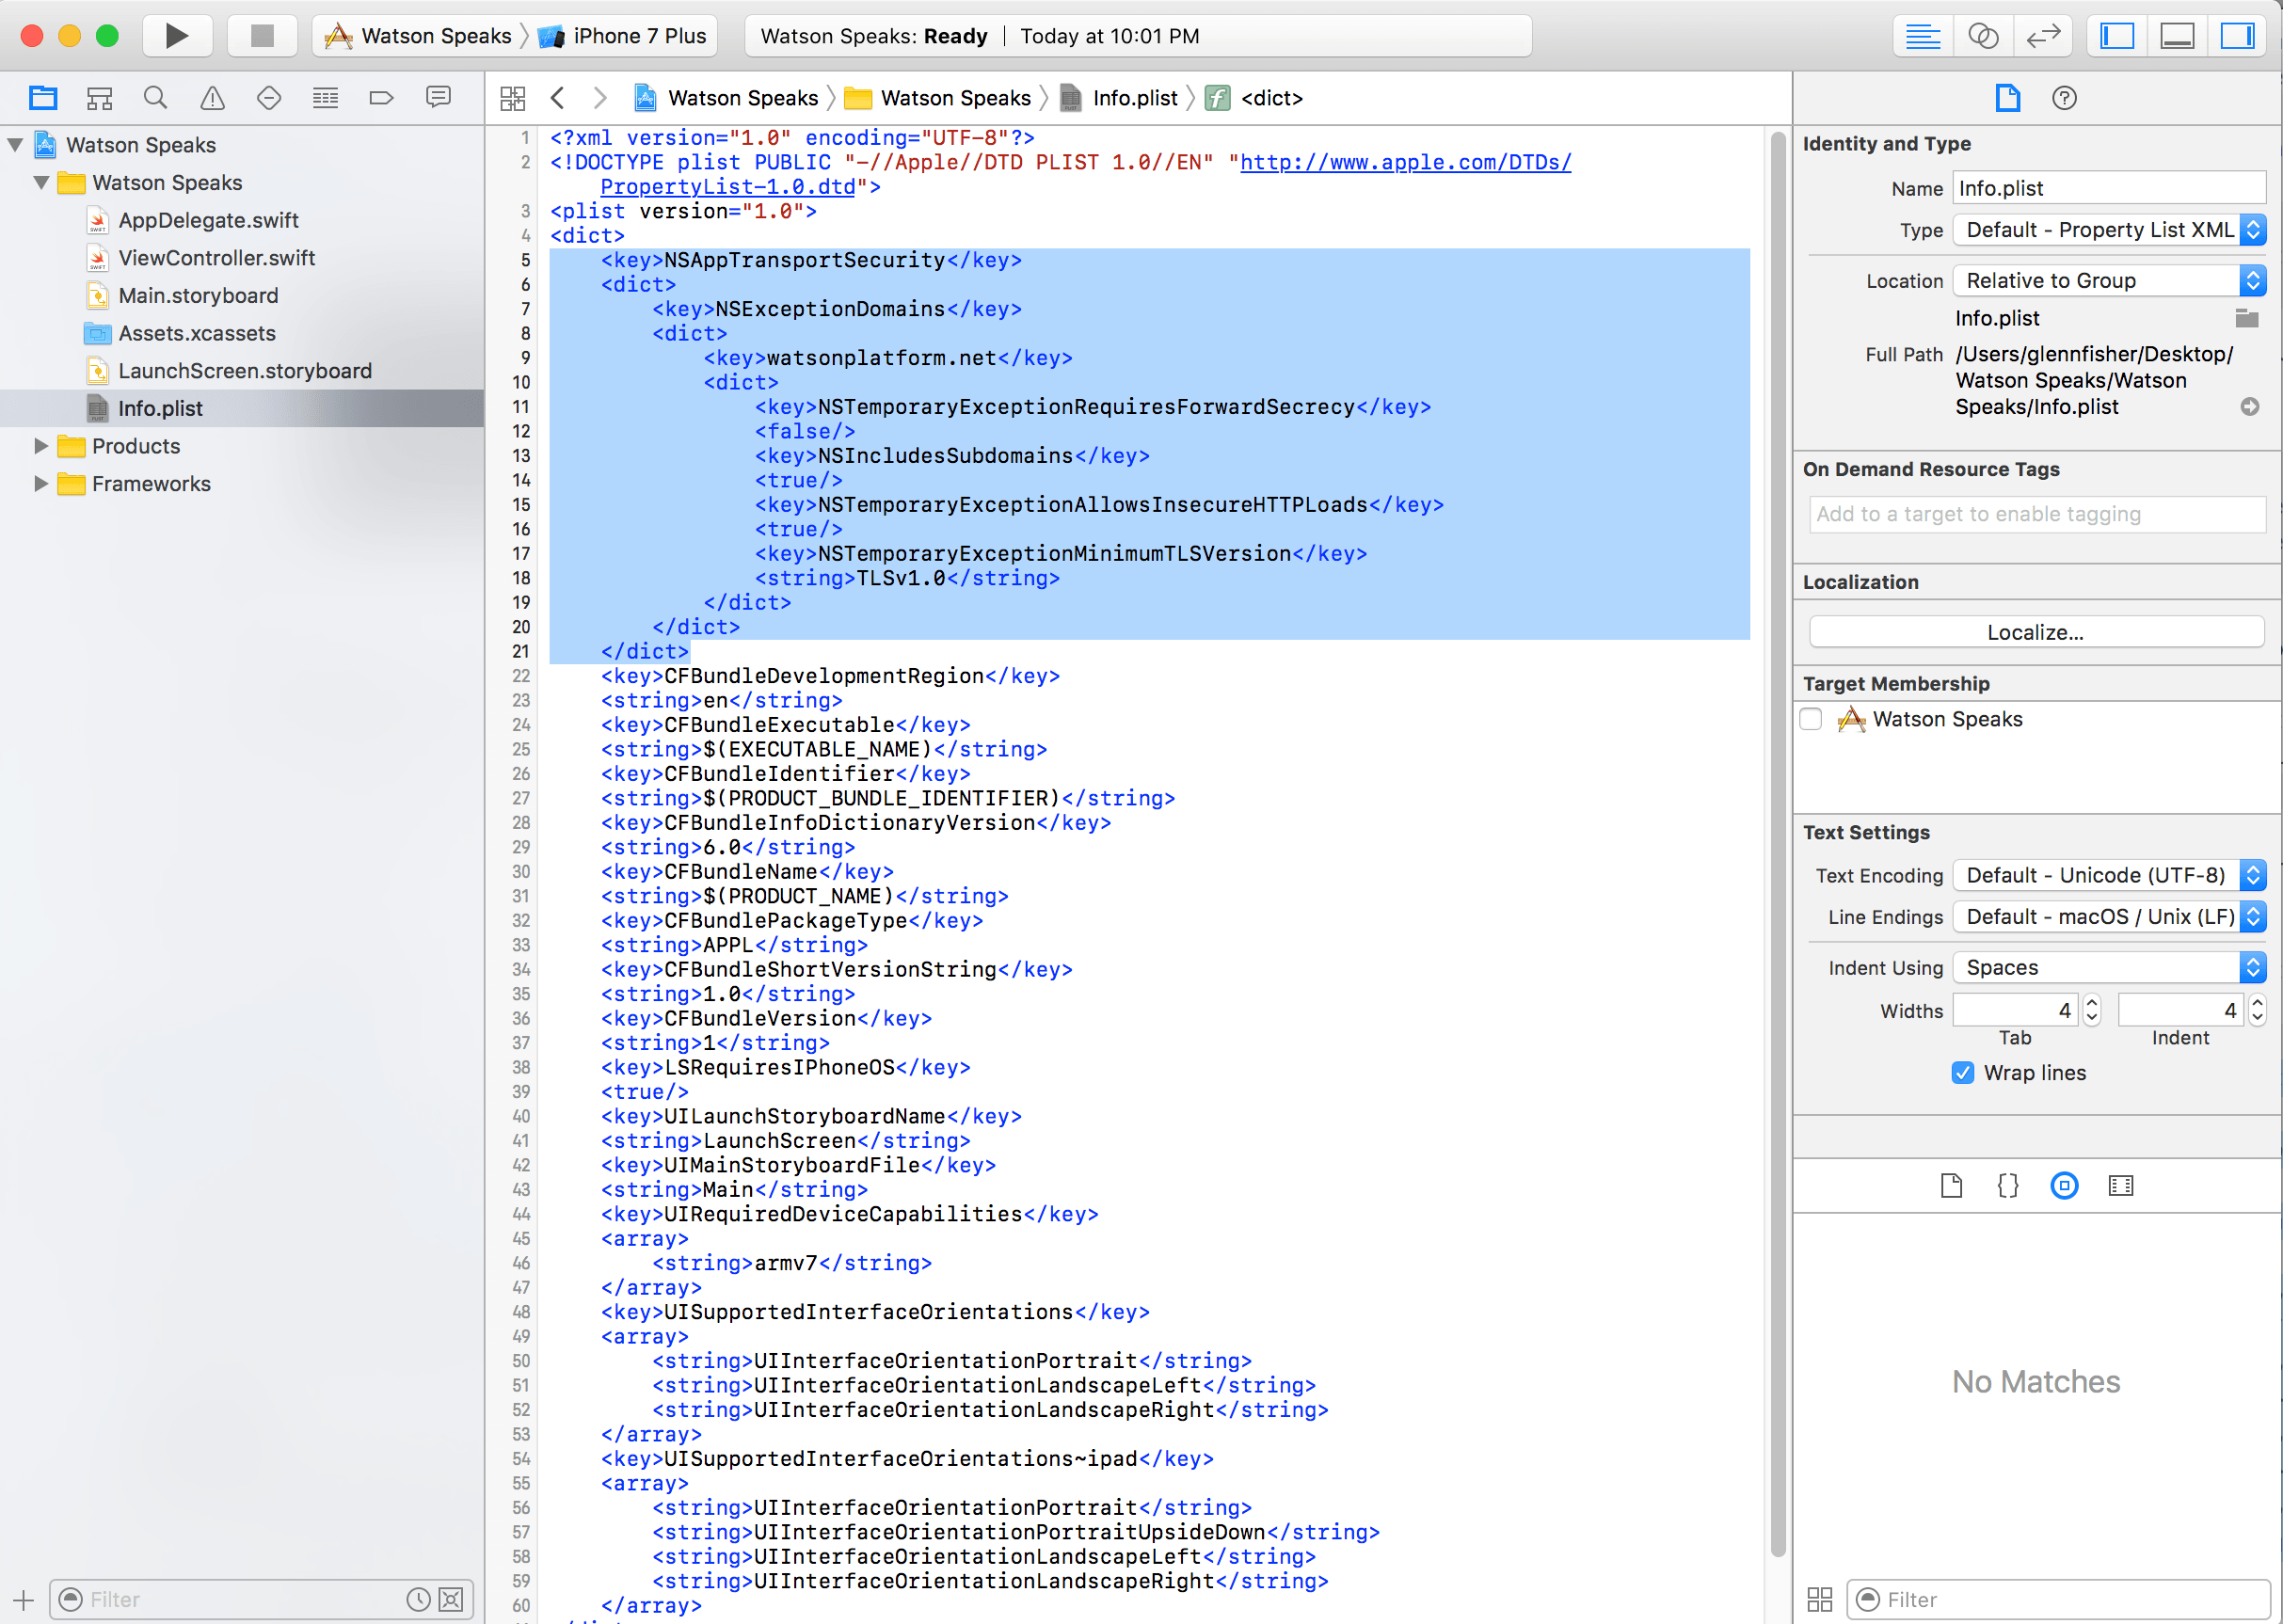 Watson Speaks
iPhone 7 Plus
Watson Speaks: Ready
Today at 10:01 PM
Watson Speaks
Watson Speaks
Info.plist
<dict>
Watson Speaks
Watson Speaks
AppDelegate.swift
ViewController.swift
Main.storyboard
Assets.xcassets
LaunchScreen.storyboard
Info.plist
Products
Frameworks
Filter
1 <?xml version="1.0" encoding="UTF-8"?>
2 <!DOCTYPE plist PUBLIC "-//Apple//DTD PLIST 1.0//EN" "http://www.apple.com/DTDs/
PropertyList-1.0.dtd">
3 <plist version="1.0">
4 <dict>
5 <key>NSAppTransportSecurity</key>
6 <dict>
7 <key>NSExceptionDomains</key>
8 <dict>
9 <key>watsonplatform.net</key>
10 <dict>
11 <key>NSTemporaryExceptionRequiresForwardSecrecy</key>
12 <false/>
13 <key>NSIncludesSubdomains</key>
14 <true/>
15 <key>NSTemporaryExceptionAllowsInsecureHTTPLoads</key>
16 <true/>
17 <key>NSTemporaryExceptionMinimumTLSVersion</key>
18 <string>TLSv1.0</string>
19 </dict>
20 </dict>
21 </dict>
22 <key>CFBundleDevelopmentRegion</key>
23 <string>en</string>
24 <key>CFBundleExecutable</key>
25 <string>$(EXECUTABLE_NAME)</string>
26 <key>CFBundleIdentifier</key>
27 <string>$(PRODUCT_BUNDLE_IDENTIFIER)</string>
28 <key>CFBundleInfoDictionaryVersion</key>
29 <string>6.0</string>
30 <key>CFBundleName</key>
31 <string>$(PRODUCT_NAME)</string>
32 <key>CFBundlePackageType</key>
33 <string>APPL</string>
34 <key>CFBundleShortVersionString</key>
35 <string>1.0</string>
36 <key>CFBundleVersion</key>
37 <string>1</string>
38 <key>LSRequiresIPhoneOS</key>
39 <true/>
40 <key>UILaunchStoryboardName</key>
41 <string>LaunchScreen</string>
42 <key>UIMainStoryboardFile</key>
43 <string>Main</string>
44 <key>UIRequiredDeviceCapabilities</key>
45 <array>
46 <string>armv7</string>
47 </array>
48 <key>UISupportedInterfaceOrientations</key>
49 <array>
50 <string>UIInterfaceOrientationPortrait</string>
51 <string>UIInterfaceOrientationLandscapeLeft</string>
52 <string>UIInterfaceOrientationLandscapeRight</string>
53 </array>
54 <key>UISupportedInterfaceOrientations~ipad</key>
55 <array>
56 <string>UIInterfaceOrientationPortrait</string>
57 <string>UIInterfaceOrientationPortraitUpsideDown</string>
58 <string>UIInterfaceOrientationLandscapeLeft</string>
59 <string>UIInterfaceOrientationLandscapeRight</string>
60 </array>
Identity and Type
Name Info.plist
Type Default - Property List XML
Location Relative to Group
Info.plist
Full Path /Users/glennfisher/Desktop/
Watson Speaks/Watson
Speaks/Info.plist
On Demand Resource Tags
Add to a target to enable tagging
Localization
Localize...
Target Membership
Watson Speaks
Text Settings
Text Encoding Default - Unicode (UTF-8)
Line Endings Default - macOS / Unix (LF)
Indent Using Spaces
Widths 4 4
Tab Indent
Wrap lines
No Matches
Filter